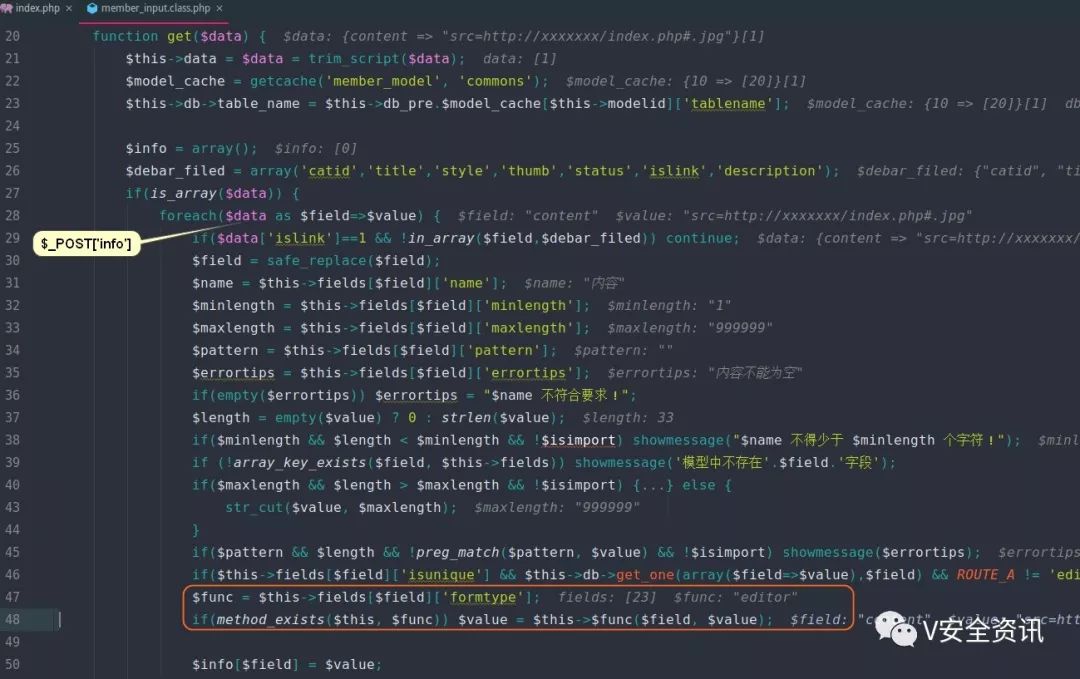 index.php × member_input.class.php ×
20 function get($data) { $data: {content => "src=http://xxxxxxx/index.php#.jpg"}[1]
21 $this->data = $data = trim_script($data); data: [1]
22 $model_cache = getcache('member_model', 'commons'); $model_cache: {10 => [20]}[1]
23 $this->db->table_name = $this->db_pre.$model_cache[$this->modelid]['tablename']; $model_cache: {10 => [20]}[1] db
24
25 $info = array(); $info: [0]
26 $debar_filed = array('catid','title','style','thumb','status','islink','description'); $debar_filed: {"catid", "ti
27 if(is_array($data)) {
28 foreach($data as $field=>$value) { $field: "content" $value: "src=http://xxxxxxx/index.php#.jpg"
$_POST['info']
29 if($data['islink']==1 && !in_array($field,$debar_filed)) continue; $data: {content => "src=http://xxxxxxx/
30 $field = safe_replace($field);
31 $name = $this->fields[$field]['name']; $name: "内容"
32 $minlength = $this->fields[$field]['minlength']; $minlength: "1"
33 $maxlength = $this->fields[$field]['maxlength']; $maxlength: "999999"
34 $pattern = $this->fields[$field]['pattern']; $pattern: ""
35 $errortips = $this->fields[$field]['errortips']; $errortips: "内容不能为空"
36 if(empty($errortips)) $errortips = "$name 不符合要求！";
37 $length = empty($value) ? 0 : strlen($value); $length: 33
38 if($minlength && $length < $minlength && !$isimport) showmessage("$name 不得少于 $minlength 个字符！"); $minl
39 if (!array_key_exists($field, $this->fields)) showmessage('模型中不存在'.$field.'字段');
40 if($maxlength && $length > $maxlength && !$isimport) {...} else {
43 str_cut($value, $maxlength); $maxlength: "999999"
44 }
45 if($pattern && $length && !preg_match($pattern, $value) && !$isimport) showmessage($errortips); $errortips
46 if($this->fields[$field]['isunique'] && $this->db->get_one(array($field=>$value),$field) && ROUTE_A != 'edi
47 $func = $this->fields[$field]['formtype']; fields: [23] $func: "editor"
48 if(method_exists($this, $func)) $value = $this->$func($field, $value); $field: "content" $value: "src=htt
V安全资讯
49
50 $info[$field] = $value;